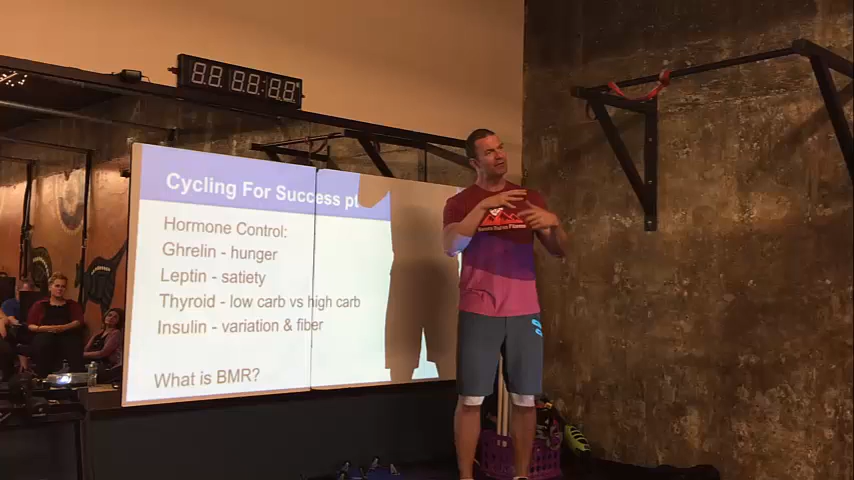 Cycling For Success pt
Hormone Control:
Ghrelin - hunger
Leptin - satiety
Thyroid - low carb vs high carb
Insulin - variation & fiber
What is BMR?
88 88:88